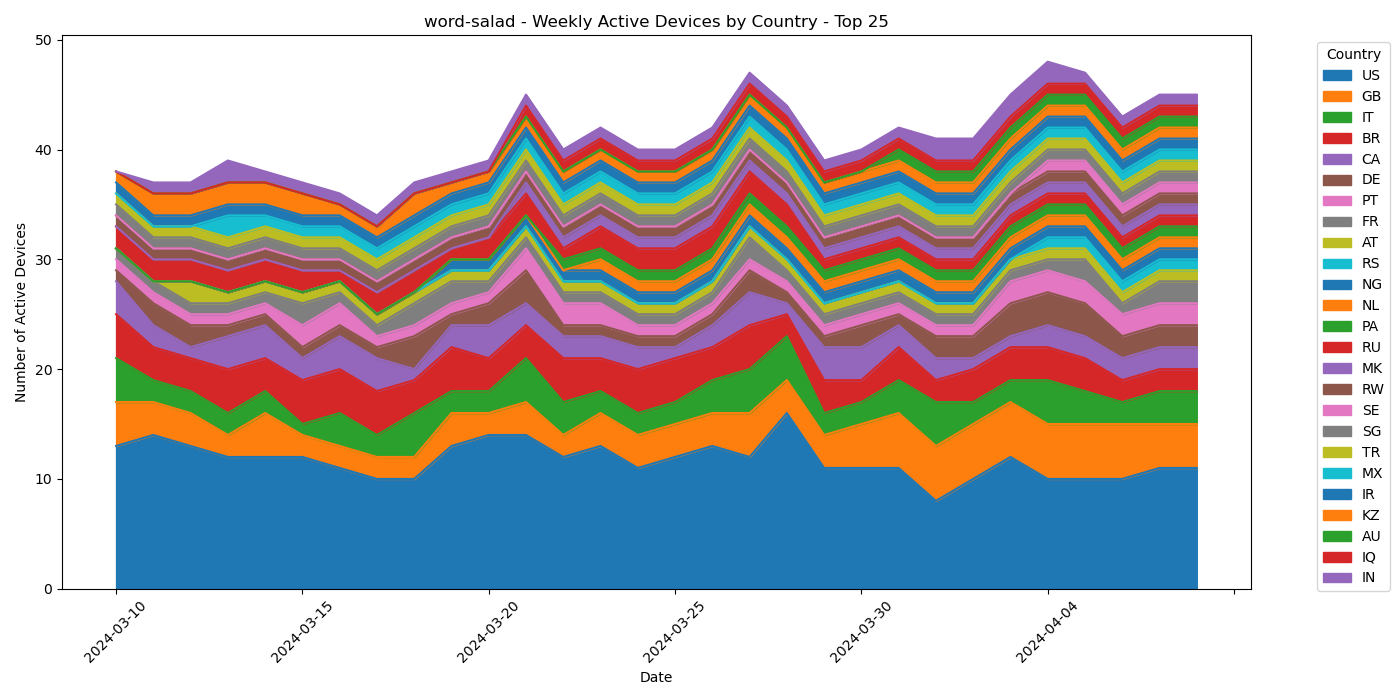 word-salad - Weekly Active Devices by Country - Top 25
Number of Active Devices
50
40
30
20
10
0
2024-03-10
2024-03-15
2024-03-20
2024-03-25
2024-03-30
2024-04-04
Date
Country
US
GB
IT
BR
CA
DE
PT
FR
AT
RS
NG
NL
PA
RU
MK
RW
SE
SG
TR
MX
IR
KZ
AU
IQ
IN